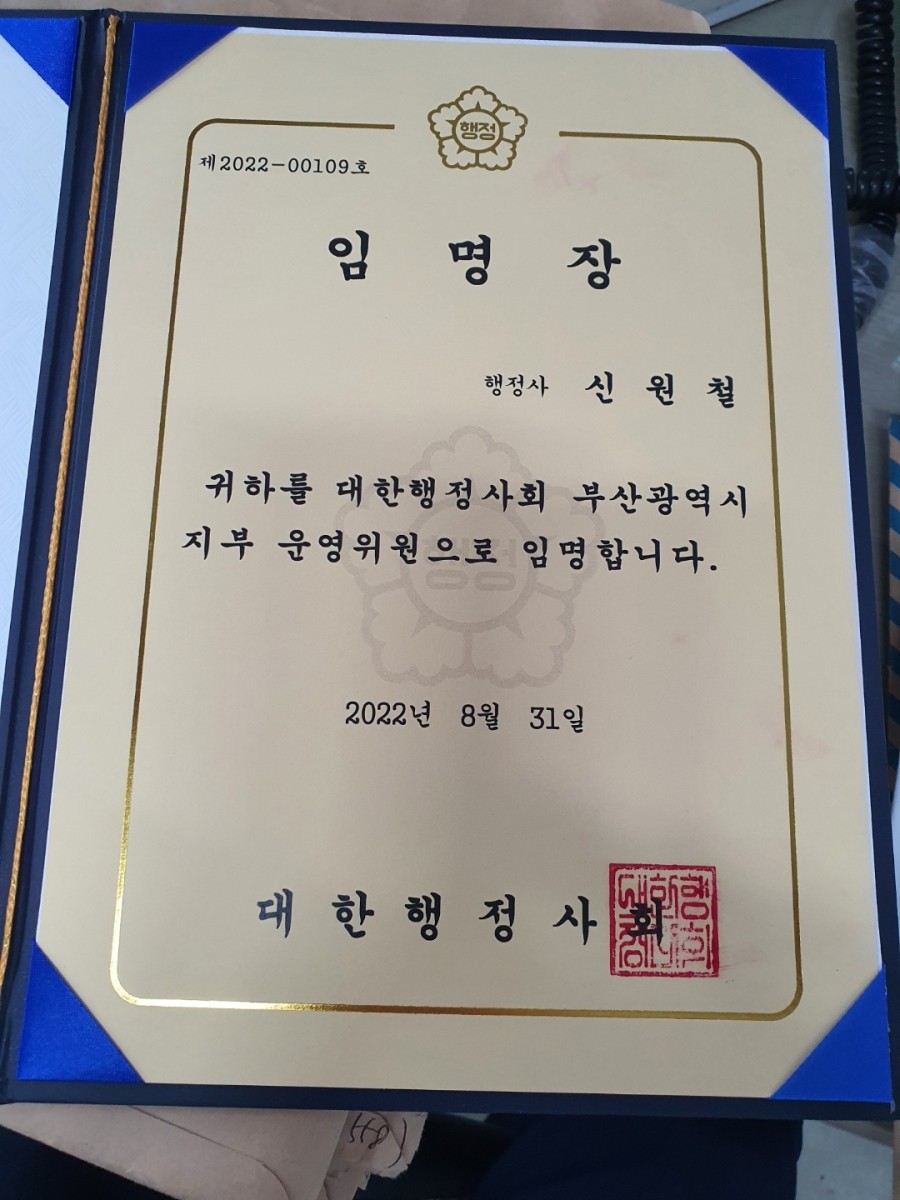 행정
제2022-00109호
임 명 장
행정사 신 원 철
귀하를 대한행정사회 부산광역시
지부 운영위원으로 임명합니다.
행정
2022년 8월 31일
대 한 행 정 사 회